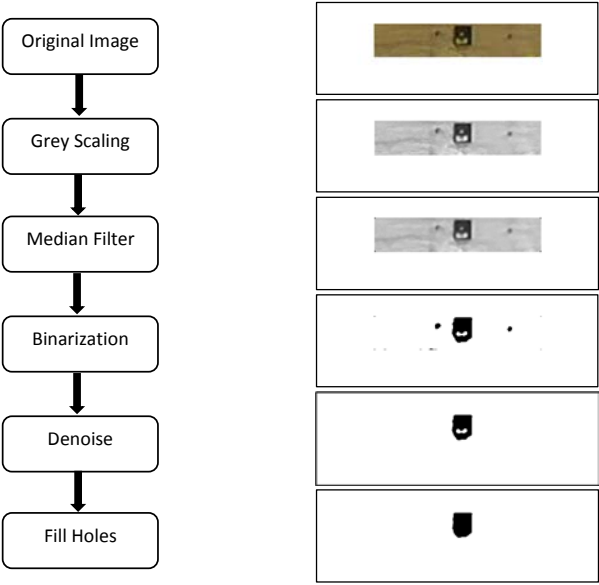 Original Image
Grey Scaling
Median Filter
Binarization
Denoise
Fill Holes